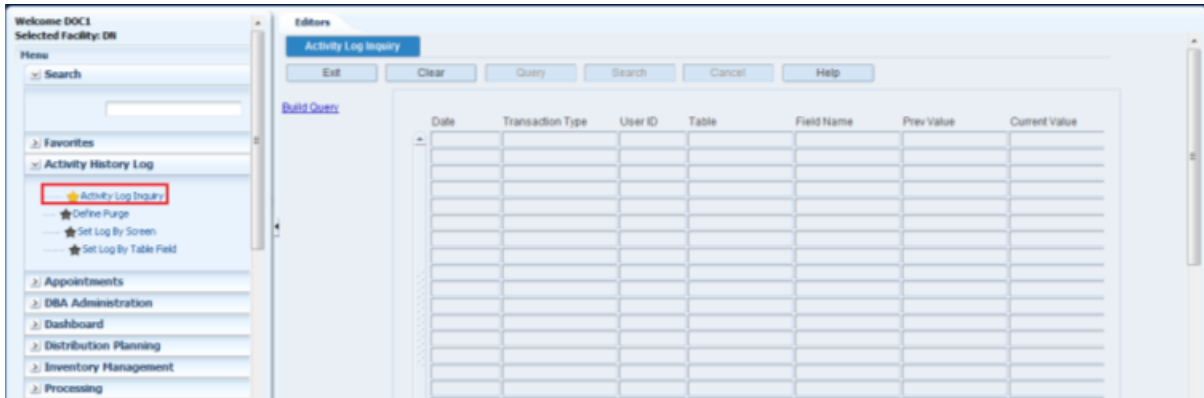 Welcome DOC1
Selected Facility: DN
Menu
Search
Favorites
Activity History Log
Activity Log Inquiry
Define Purge
Set Log By Screen
Set Log By Table Field
Appointments
DBA Administration
Dashboard
Distribution Planning
Inventory Management
Processing
Editors
Activity Log Inquiry
Exit Clear Query Search Cancel Help
Build Query
Date Transaction Type User ID Table Field Name Prev Value Current Value